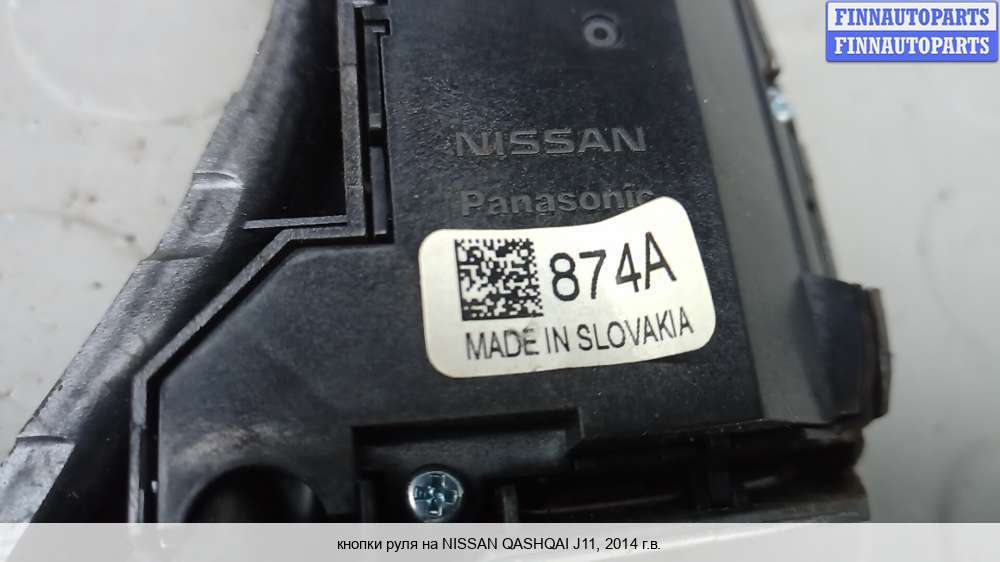 FINNAUTOPARTS
FINNAUTOPARTS
NISSAN
Panasonic
874A
MADE IN SLOVAKIA
кнопки руля на NISSAN QASHQAI J11, 2014 г.в.